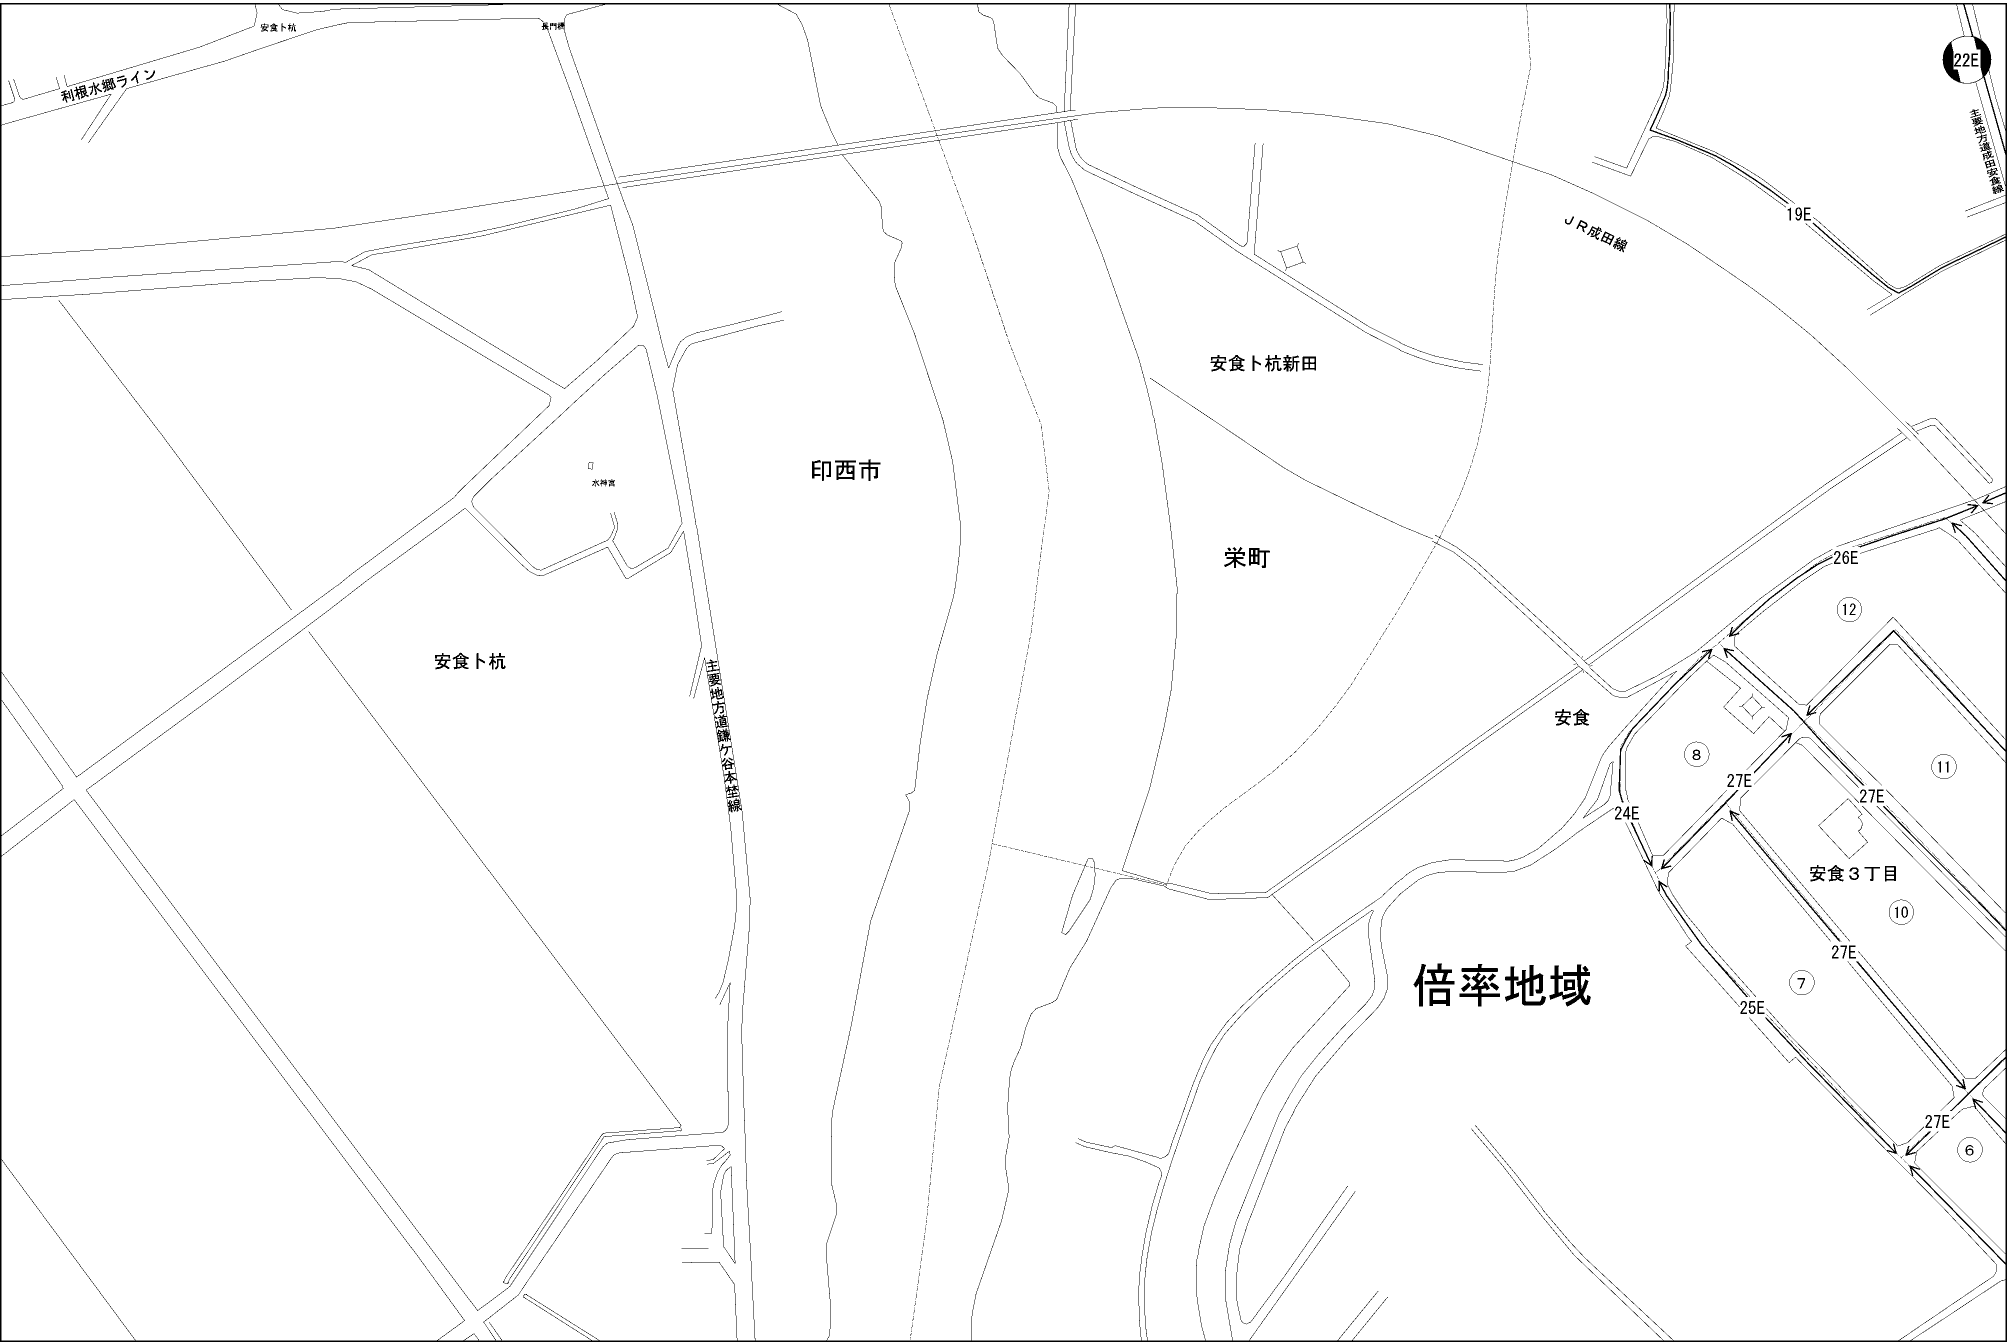 安食卜杭
長門橋
利根水郷ライン
22E
主要地方道成田安食線
19E
ＪＲ成田線
安食卜杭新田
印西市
水神宮
栄町
26E
12
安食卜杭
主要地方道鎌ケ谷本埜線
安食
8
11
27E
27E
24E
安食３丁目
10
27E
倍率地域
7
25E
27E
6